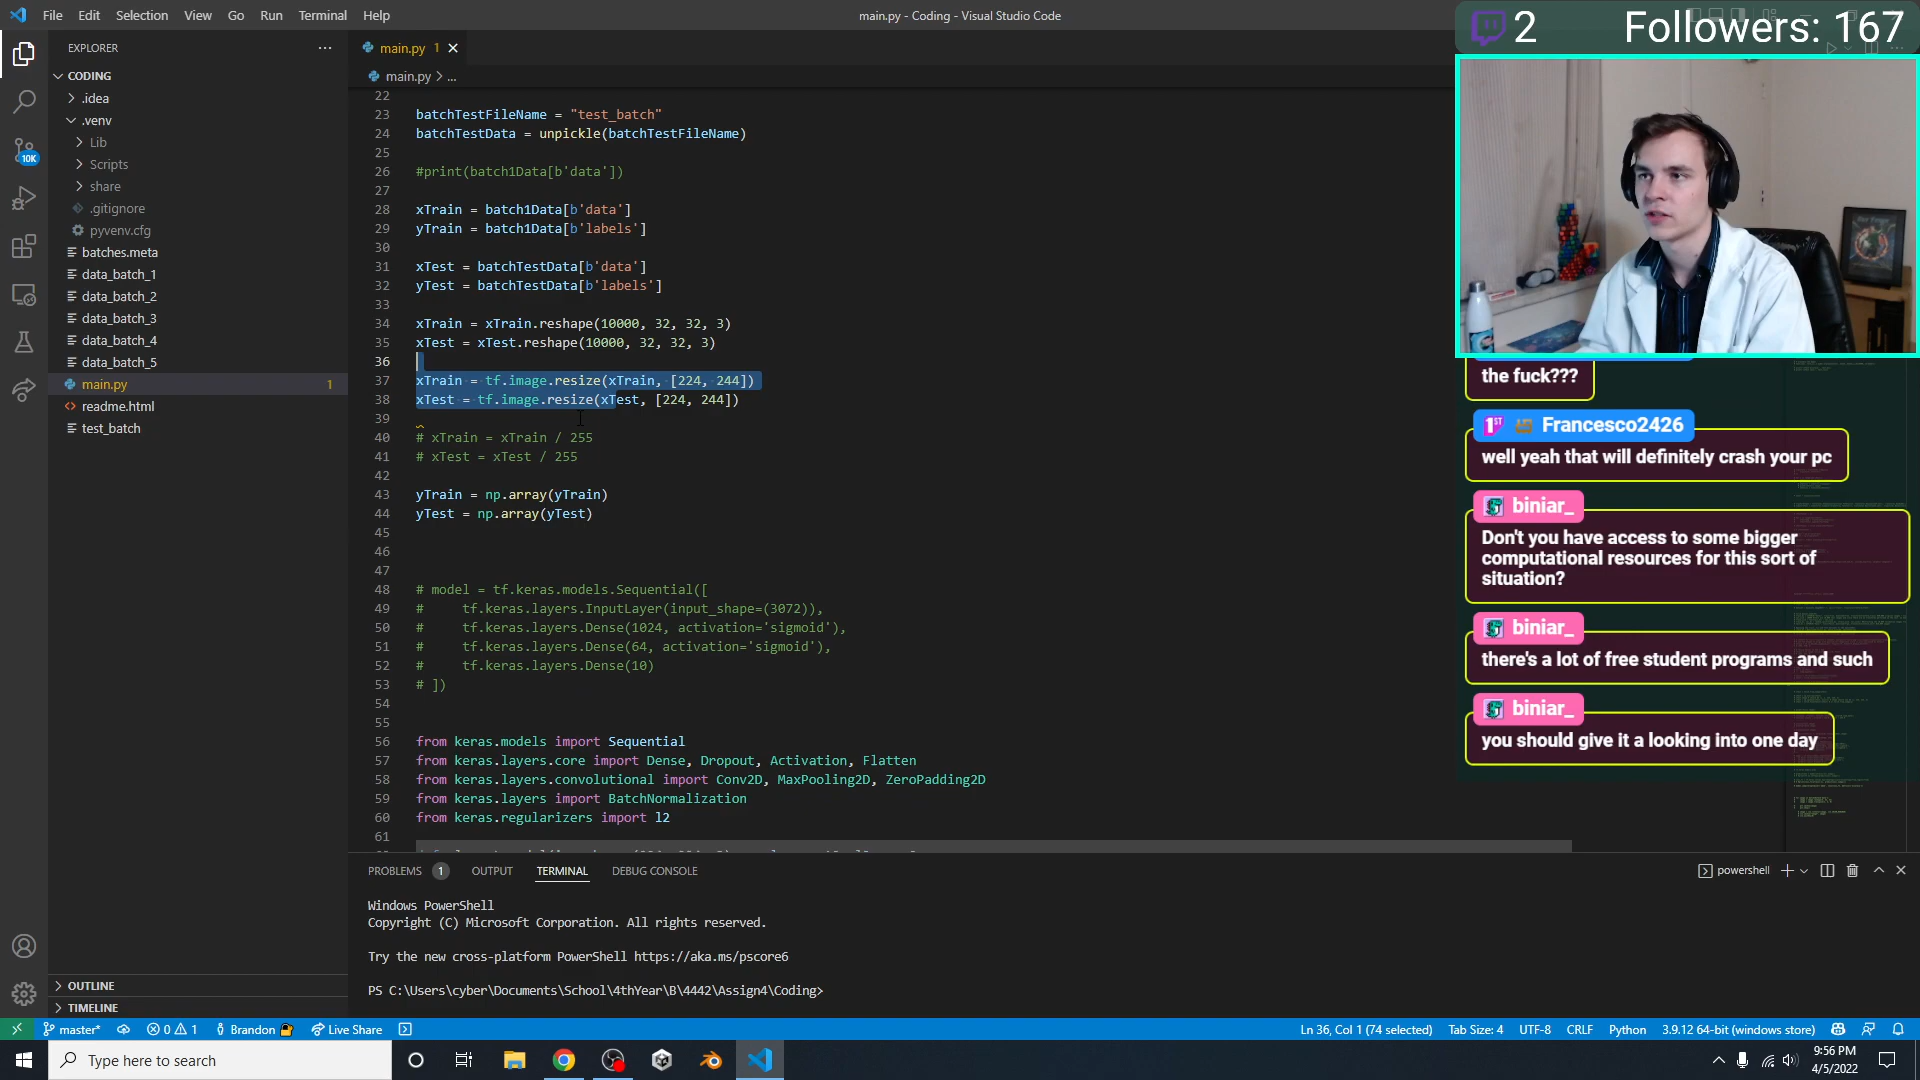 File Edit Selection View Go Run Terminal Help
main.py - Coding - Visual Studio Code
2 Followers: 167
EXPLORER
CODING
.idea
.venv
Lib
Scripts
share
.gitignore
pyvenv.cfg
batches.meta
data_batch_1
data_batch_2
data_batch_3
data_batch_4
data_batch_5
main.py 1
readme.html
test_batch
OUTLINE
TIMELINE
10K
main.py 1
main.py > ...
22
23 batchTestFileName = "test_batch"
24 batchTestData = unpickle(batchTestFileName)
25
26 #print(batch1Data[b'data'])
27
28 xTrain = batch1Data[b'data']
29 yTrain = batch1Data[b'labels']
30
31 xTest = batchTestData[b'data']
32 yTest = batchTestData[b'labels']
33
34 xTrain = xTrain.reshape(10000, 32, 32, 3)
35 xTest = xTest.reshape(10000, 32, 32, 3)
36
37 xTrain = tf.image.resize(xTrain, [224, 244])
38 xTest = tf.image.resize(xTest, [224, 244])
39
40 # xTrain = xTrain / 255
41 # xTest = xTest / 255
42
43 yTrain = np.array(yTrain)
44 yTest = np.array(yTest)
45
46
47
48 # model = tf.keras.models.Sequential([
49 #     tf.keras.layers.InputLayer(input_shape=(3072)),
50 #     tf.keras.layers.Dense(1024, activation='sigmoid'),
51 #     tf.keras.layers.Dense(64, activation='sigmoid'),
52 #     tf.keras.layers.Dense(10)
53 # ])
54
55
56 from keras.models import Sequential
57 from keras.layers.core import Dense, Dropout, Activation, Flatten
58 from keras.layers.convolutional import Conv2D, MaxPooling2D, ZeroPadding2D
59 from keras.layers import BatchNormalization
60 from keras.regularizers import l2
61
the fuck???
Francesco2426
well yeah that will definitely crash your pc
biniar_
Don't you have access to some bigger
computational resources for this sort of
situation?
biniar_
there's a lot of free student programs and such
biniar_
you should give it a looking into one day
PROBLEMS 1 OUTPUT TERMINAL DEBUG CONSOLE
powershell
Windows PowerShell
Copyright (C) Microsoft Corporation. All rights reserved.
Try the new cross-platform PowerShell https://aka.ms/pscore6
PS C:\Users\cyber\Documents\School\4thYear\B\4442\Assign4\Coding>
master* 0 1 Brandon Live Share
Ln 36, Col 1 (74 selected) Tab Size: 4 UTF-8 CRLF Python 3.9.12 64-bit (windows store)
Type here to search
9:56 PM
4/5/2022